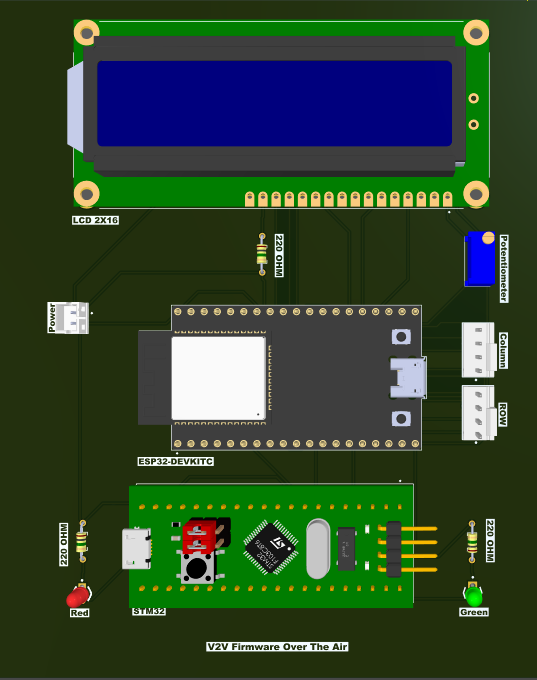 LCD 2X16
220 OHM
Potentiometer
Power
Column
ROW
ESP32-DEVKITC
220 OHM
220 OHM
Red
STM32
Green
V2V Firmware Over The Air